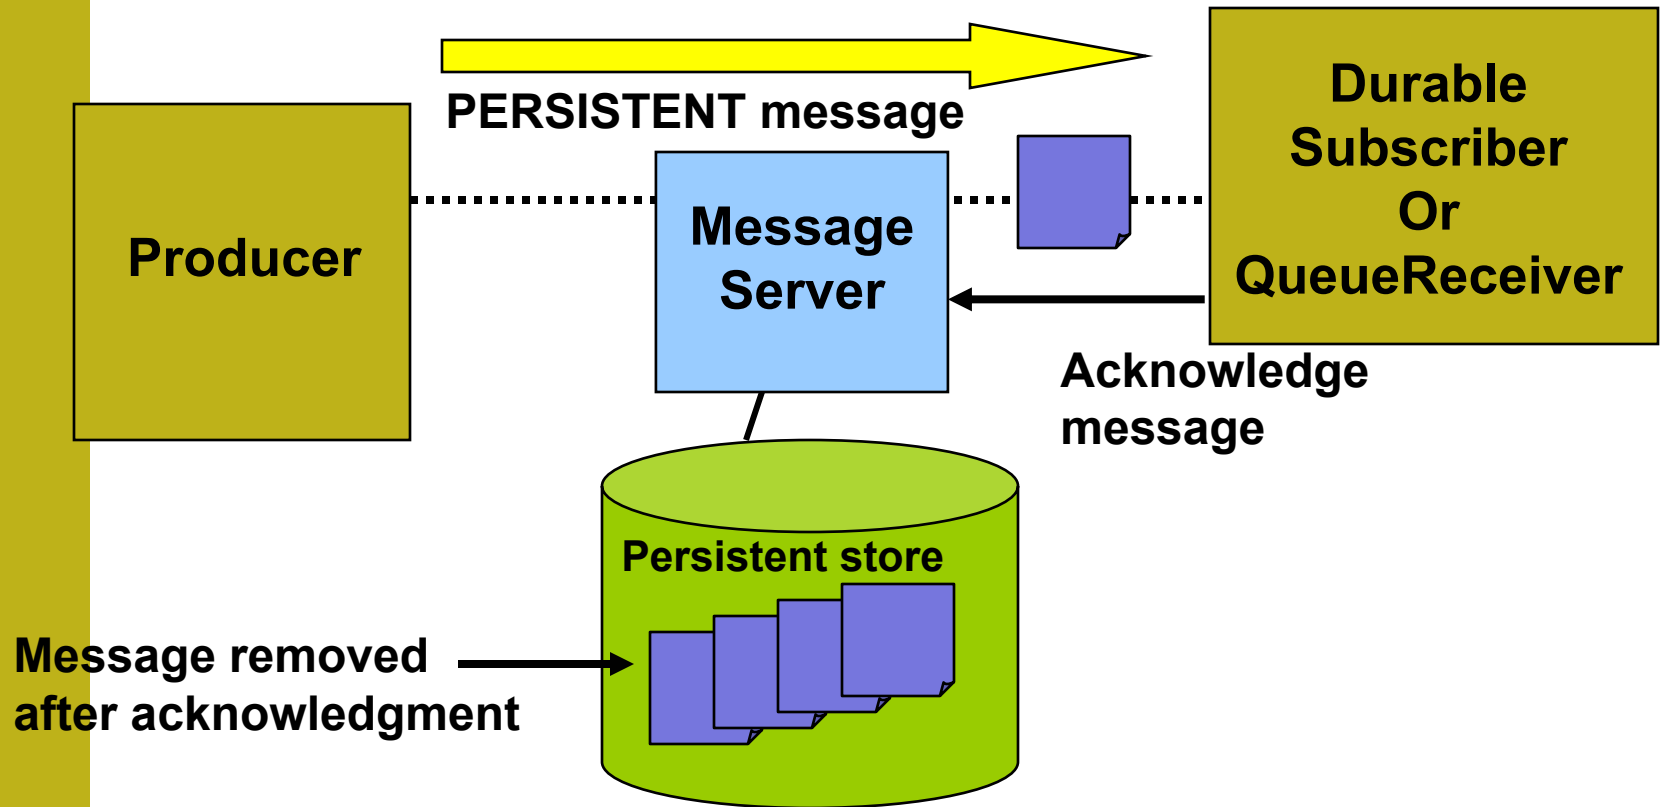 PERSISTENT message
Producer
Message
Server
Durable
Subscriber
Or
QueueReceiver
Acknowledge
message
Persistent store
Message removed
after acknowledgment